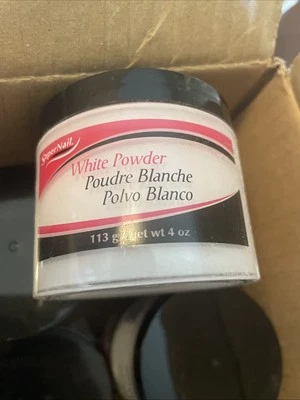 SuperNail
White Powder
Poudre Blanche
Polvo Blanco
113 g / net wt 4 oz